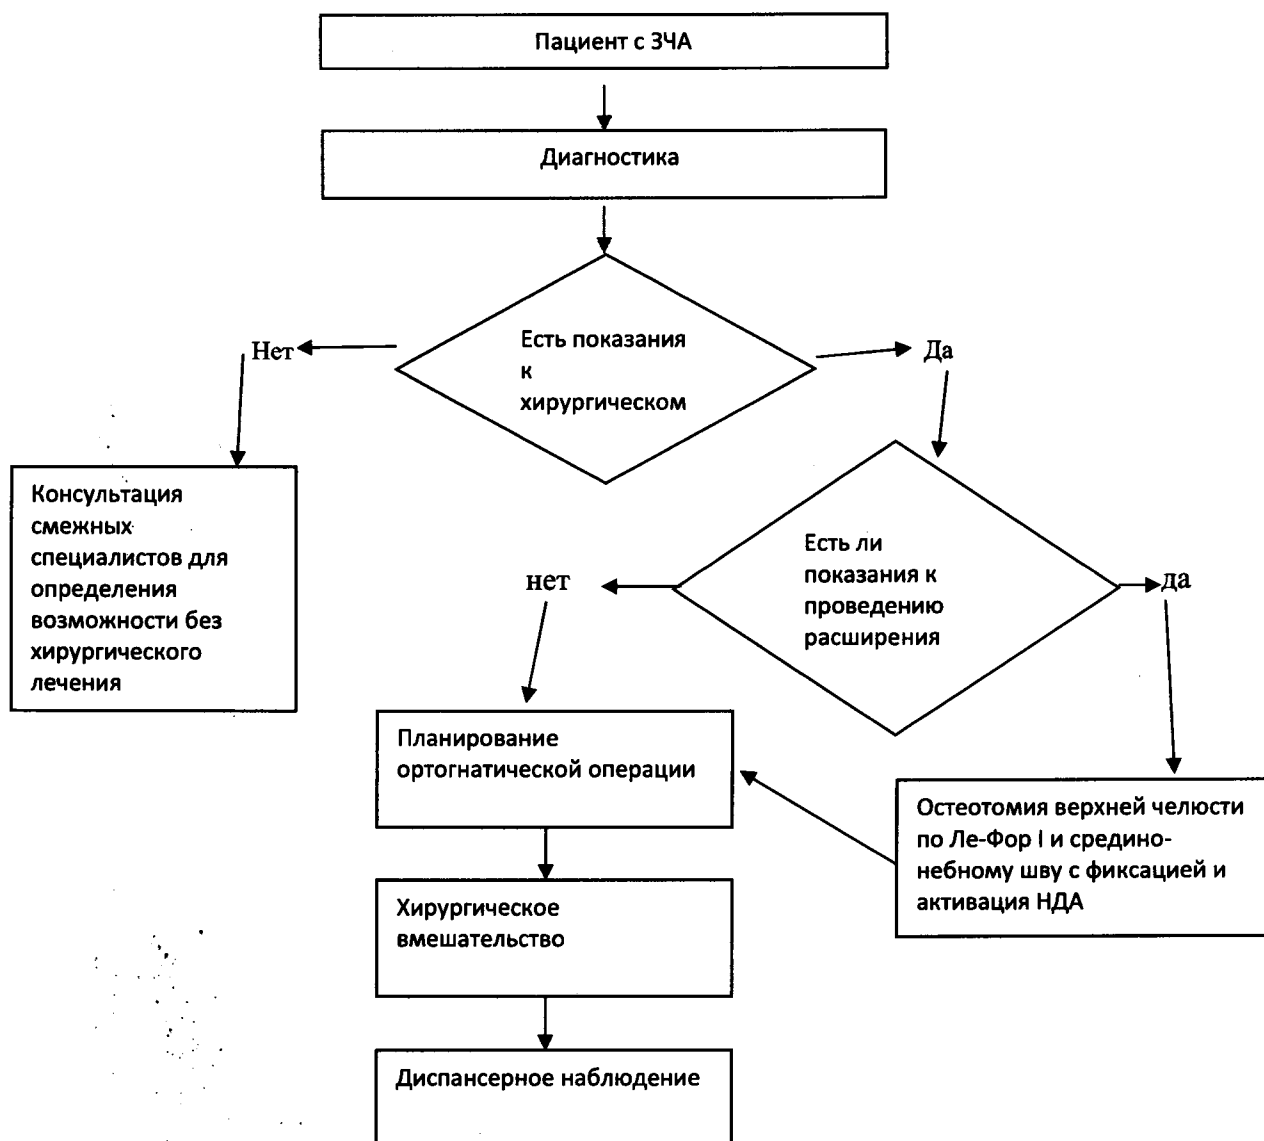 Пациент с ЗЧА
Диагностика
Есть показания
к
хирургическом
Нет
Да
Консультация
смежных
специалистов для
определения
возможности без
хирургического
лечения
Есть ли
показания к
проведению
расширения
нет
да
Планирование
ортогнатической операции
Остеотомия верхней челюсти
по Ле-Фор I и средино-
небному шву с фиксацией и
активация НДА
Хирургическое
вмешательство
Диспансерное наблюдение